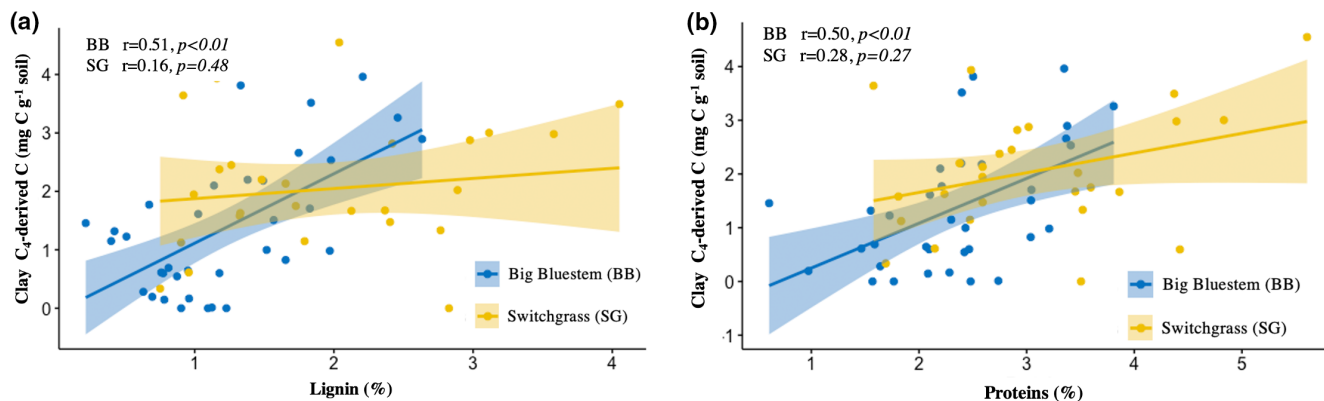 (a)
BB r=0.51, p<0.01
SG r=0.16, p=0.48
Clay C₄-derived C (mg C g⁻¹ soil)
4
3
2
1
0
Big Bluestem (BB)
Switchgrass (SG)
1 2 3 4
Lignin (%)
(b)
BB r=0.50, p<0.01
SG r=0.28, p=0.27
Clay C₄-derived C (mg C g⁻¹ soil)
4
3
2
1
0
-1
Big Bluestem (BB)
Switchgrass (SG)
1 2 3 4 5
Proteins (%)